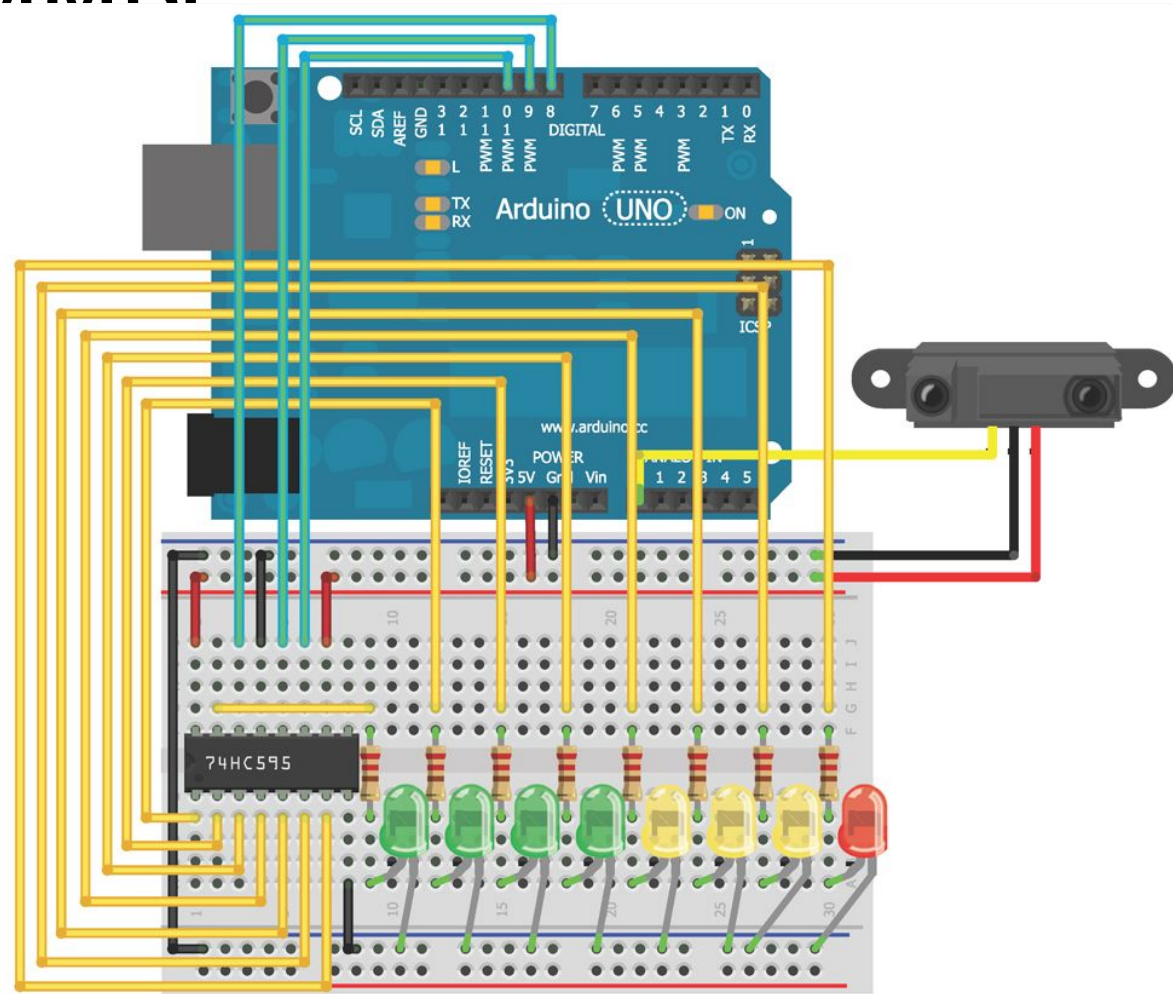 SCL
SDA
AREF
GND
13
12
PWM 11
PWM 10
PWM 9
8
DIGITAL
7
PWM 6
PWM 5
4
PWM 3
2
TX 1
RX 0
L
TX
RX
Arduino UNO
ON
1
ICSP
www.arduino.cc
IOREF
RESET
3V3
5V
Vin
POWER
1 2 3 4 5
10
20
25
J
I
H
G
F
74HC595
A
1
10
15
20
25
30